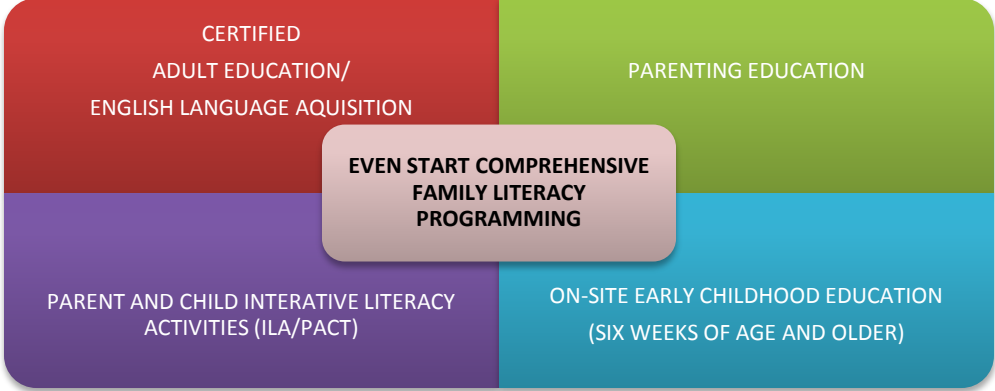 CERTIFIED
ADULT EDUCATION/
ENGLISH LANGUAGE AQUISITION
PARENTING EDUCATION
EVEN START COMPREHENSIVE
FAMILY LITERACY
PROGRAMMING
PARENT AND CHILD INTERATIVE LITERACY
ACTIVITIES (ILA/PACT)
ON-SITE EARLY CHILDHOOD EDUCATION
(SIX WEEKS OF AGE AND OLDER)